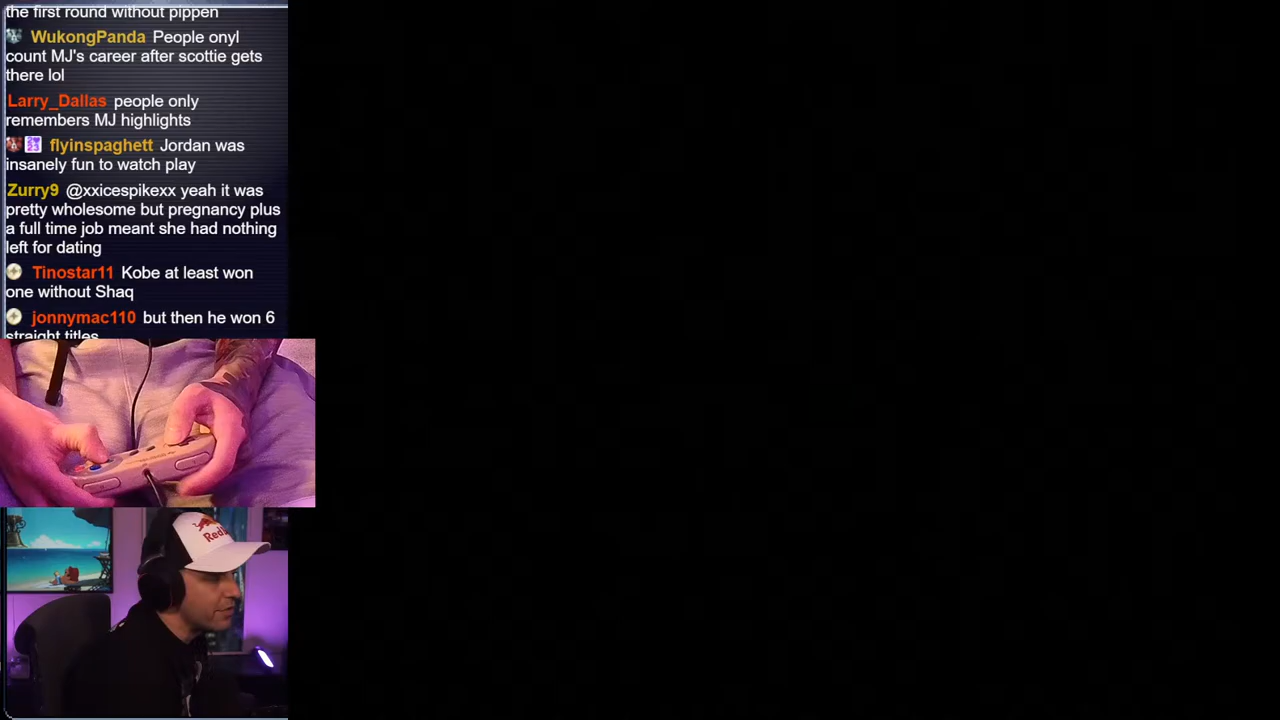 the first round without pippen
WukongPanda People onyl
count MJ's career after scottie gets
there lol
Larry_Dallas people only
remembers MJ highlights
flyinspaghett Jordan was
insanely fun to watch play
Zurry9 @xxicespikexx yeah it was
pretty wholesome but pregnancy plus
a full time job meant she had nothing
left for dating
Tinostar11 Kobe at least won
one without Shaq
jonnymac110 but then he won 6
straight titles
Red